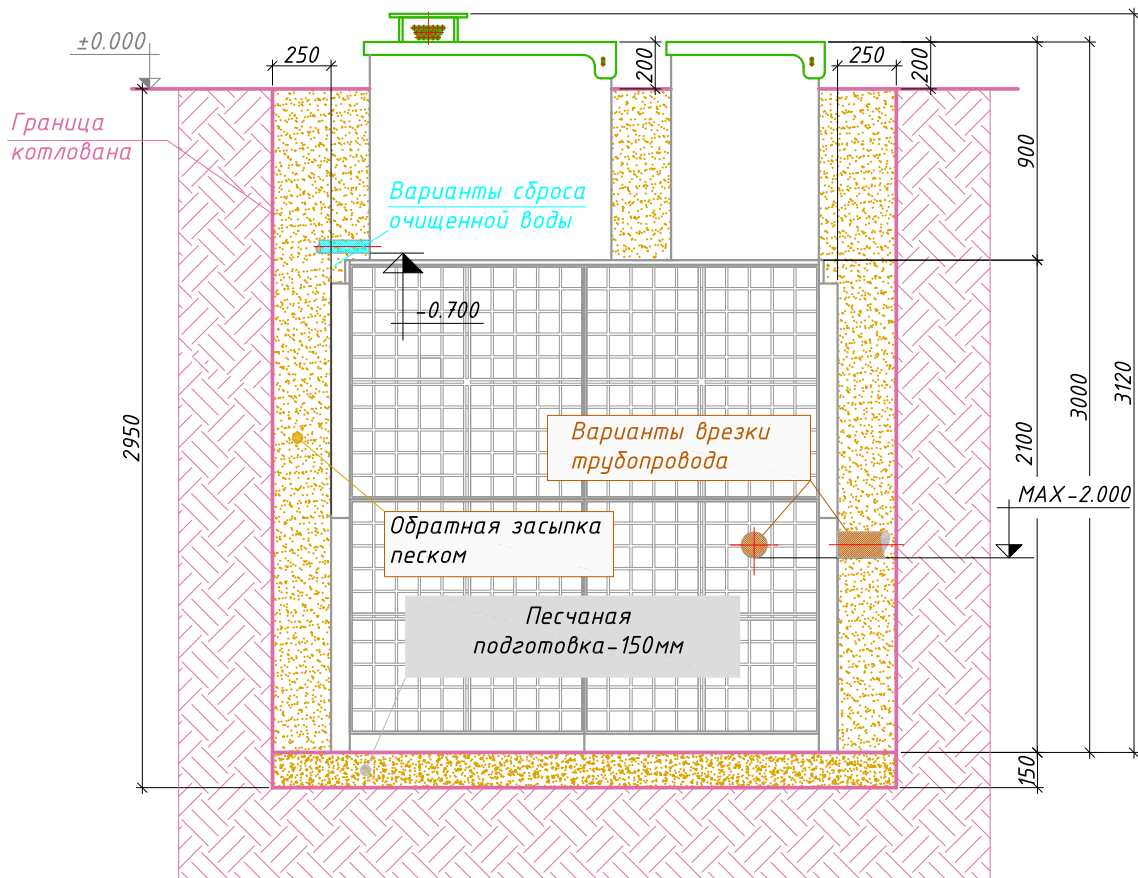 ±0.000
250
200
250
200
Граница
котлована
Варианты сброса
очищенной воды
900
-0.700
2950
Варианты врезки
трубопровода
2100
3000
3120
MAX-2.000
Обратная засыпка
песком
Песчаная
подготовка-150мм
150